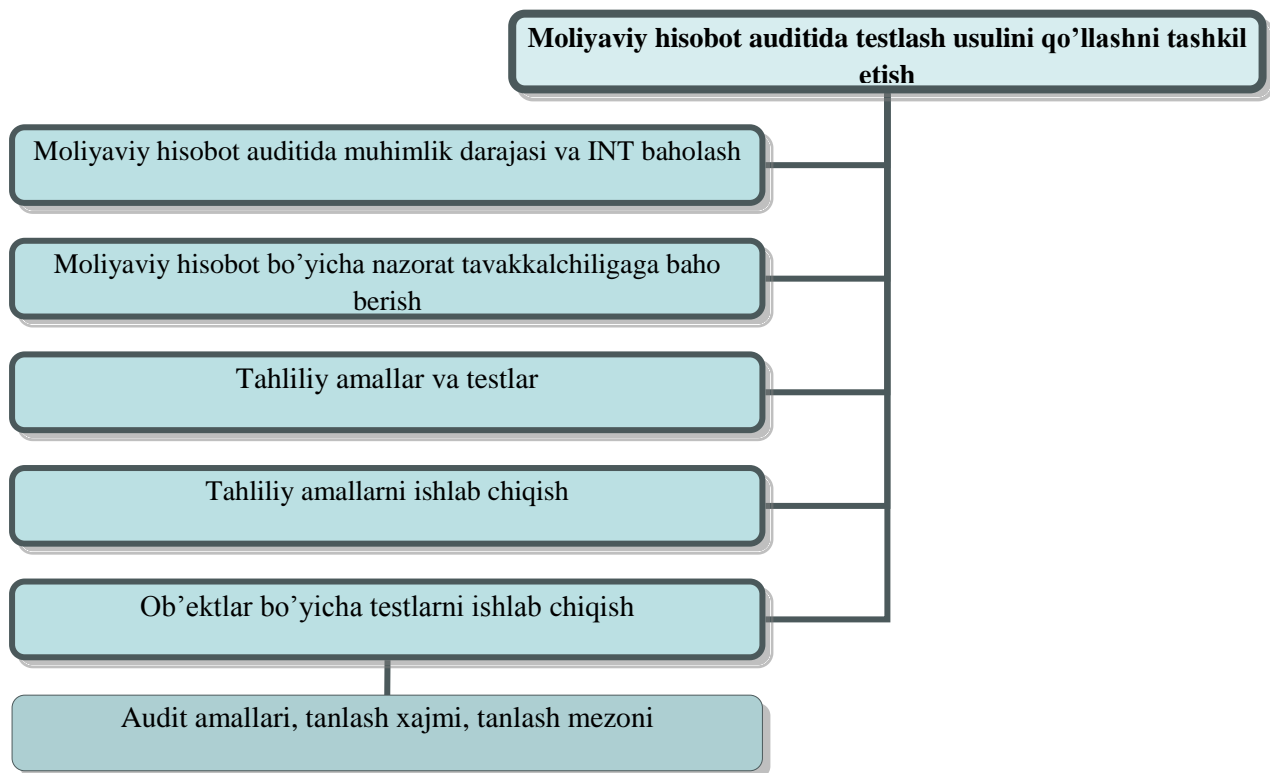 Moliyaviy hisobot auditida testlash usulini qo’llashni tashkil
etish
Moliyaviy hisobot auditida muhimlik darajasi va INT baholash
Moliyaviy hisobot bo’yicha nazorat tavakkalchiligaga baho
berish
Tahliliy amallar va testlar
Tahliliy amallarni ishlab chiqish
Ob’ektlar bo’yicha testlarni ishlab chiqish
Audit amallari, tanlash xajmi, tanlash mezoni